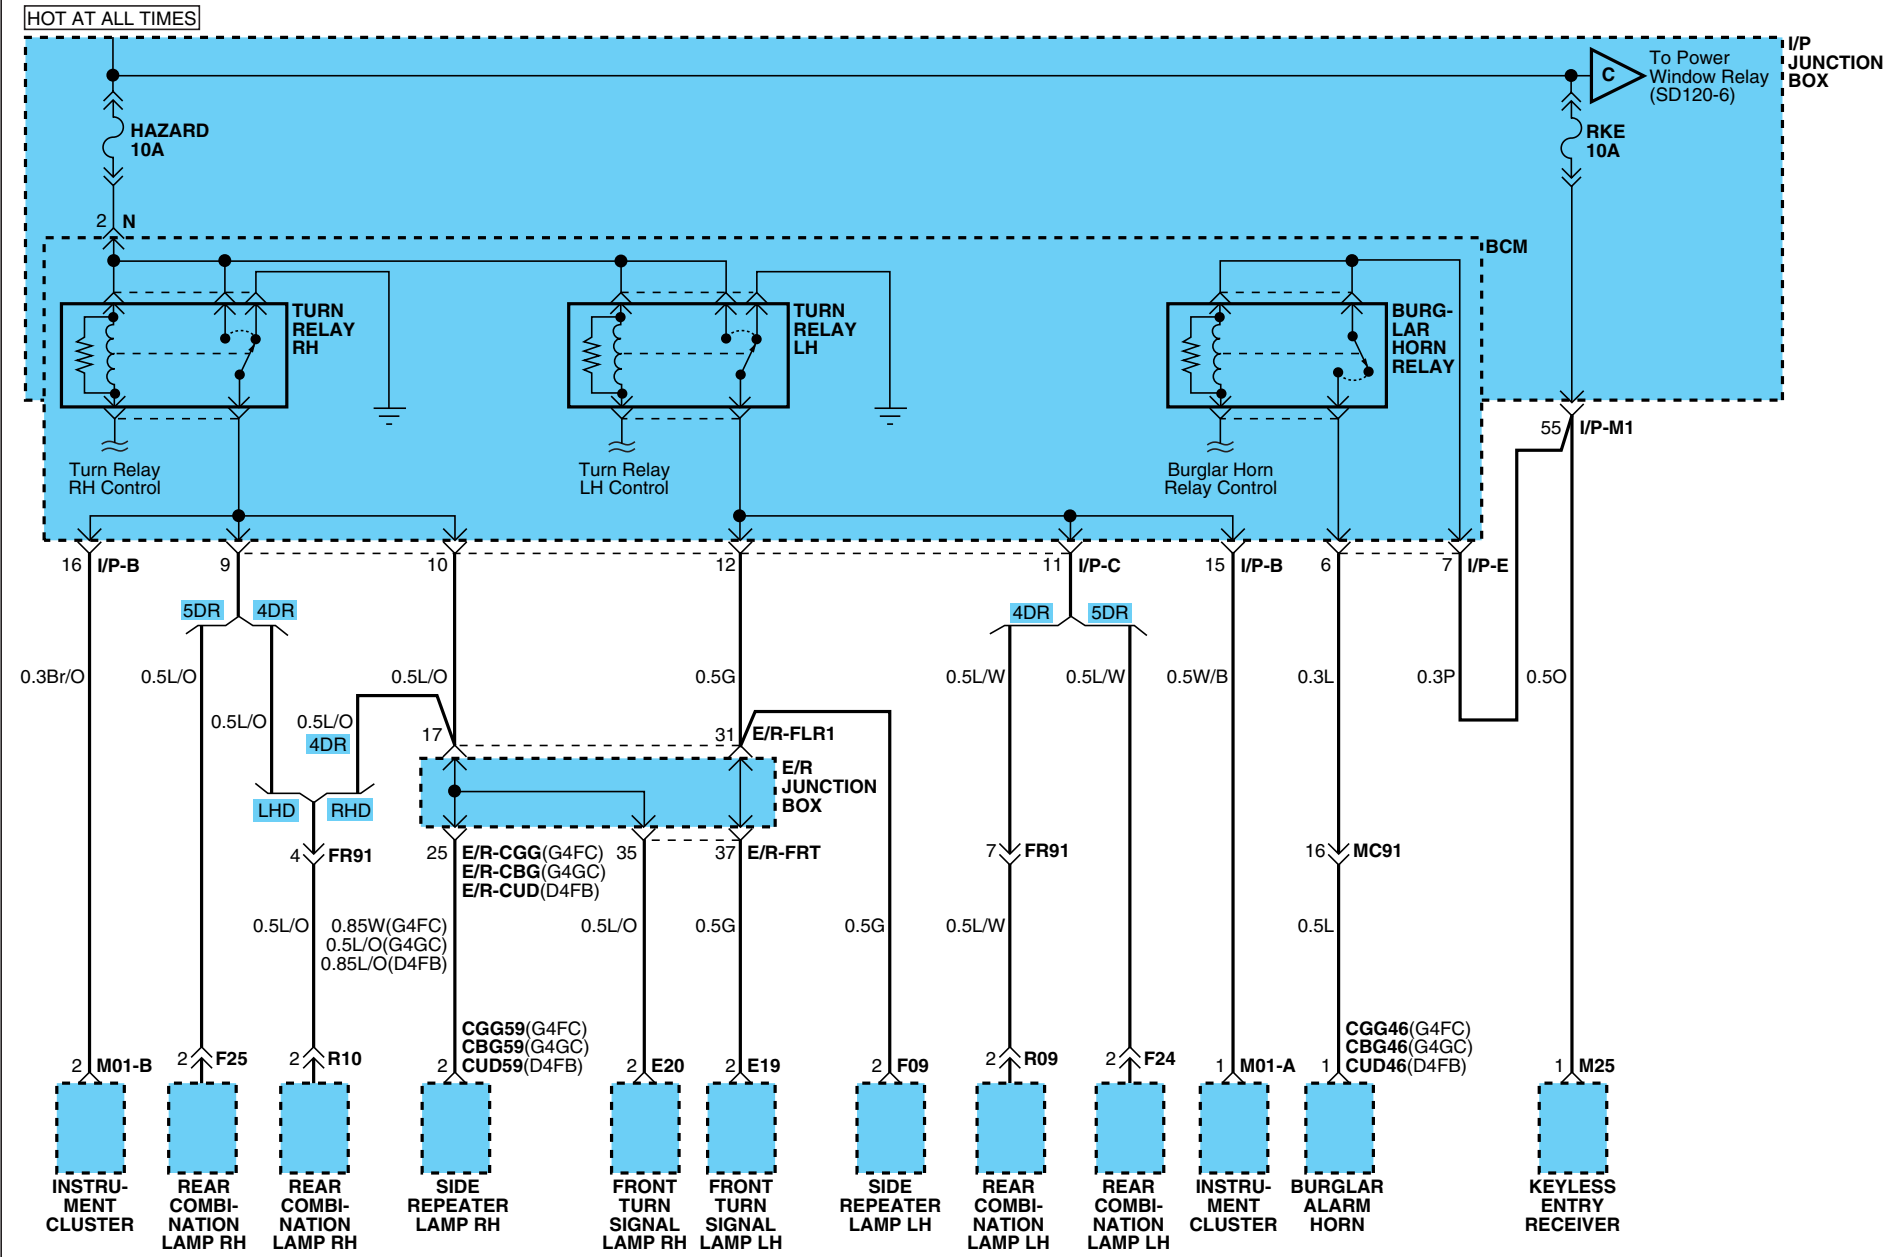 HOT AT ALL TIMES
I/P
JUNCTION
BOX
C
To Power
Window Relay
(SD120-6)
HAZARD
10A
RKE
10A
2 N
BCM
TURN
RELAY
RH
TURN
RELAY
LH
BURG-
LAR
HORN
RELAY
Turn Relay
RH Control
Turn Relay
LH Control
Burglar Horn
Relay Control
55 I/P-M1
16 I/P-B
9
10
12
11 I/P-C
15 I/P-B
6
7 I/P-E
5DR
4DR
4DR
5DR
0.3Br/O
0.5L/O
0.5L/O
0.5G
0.5L/W
0.5L/W
0.5W/B
0.3L
0.3P
0.5O
0.5L/O
0.5L/O
4DR
17
31 E/R-FLR1
E/R
JUNCTION
BOX
LHD
RHD
4 FR91
25
E/R-CGG(G4FC)
E/R-CBG(G4GC)
E/R-CUD(D4FB)
35
37 E/R-FRT
7 FR91
16 MC91
0.5L/O
0.85W(G4FC)
0.5L/O(G4GC)
0.85L/O(D4FB)
0.5L/O
0.5G
0.5G
0.5L/W
0.5L
2 M01-B
2 F25
2 R10
CGG59(G4FC)
CBG59(G4GC)
2 CUD59(D4FB)
2 E20
2 E19
2 F09
2 R09
2 F24
1 M01-A
CGG46(G4FC)
CBG46(G4GC)
1 CUD46(D4FB)
1 M25
INSTRU-
MENT
CLUSTER
REAR
COMBI-
NATION
LAMP RH
REAR
COMBI-
NATION
LAMP RH
SIDE
REPEATER
LAMP RH
FRONT
TURN
SIGNAL
LAMP RH
FRONT
TURN
SIGNAL
LAMP LH
SIDE
REPEATER
LAMP LH
REAR
COMBI-
NATION
LAMP LH
REAR
COMBI-
NATION
LAMP LH
INSTRU-
MENT
CLUSTER
BURGLAR
ALARM
HORN
KEYLESS
ENTRY
RECEIVER